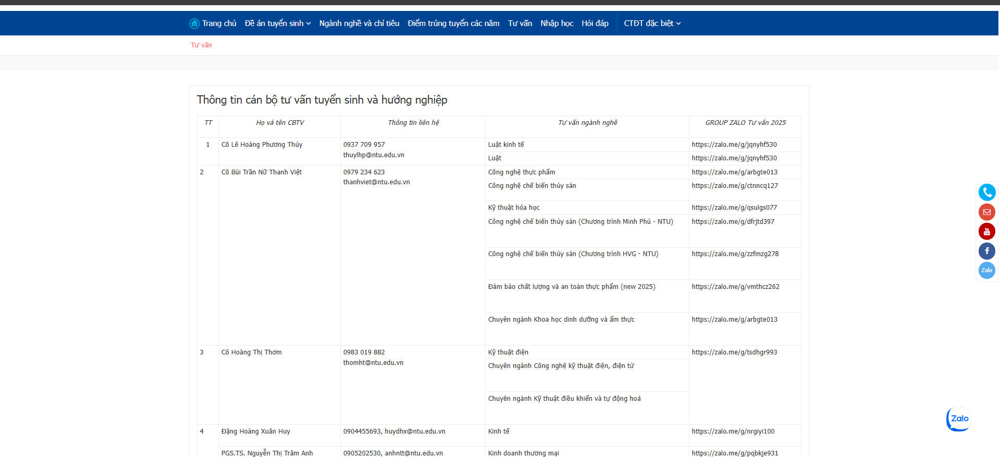 Trang chủ Đề án tuyển sinh Ngành nghề và chỉ tiêu Điểm trúng tuyển các năm Tư vấn Nhập học Hỏi đáp CTĐT đặc biệt
Tư vấn
Thông tin cán bộ tư vấn tuyển sinh và hướng nghiệp
TT Họ và tên CBTV Thông tin liên hệ Tư vấn ngành nghề GROUP ZALO Tư vấn 2025
1 Cô Lê Hoàng Phương Thủy 0937 709 957 Luật kinh tế https://zalo.me/g/jqnyhf530
thuylhp@ntu.edu.vn
Luật https://zalo.me/g/jqnyhf530
2 Cô Bùi Trần Nữ Thanh Việt 0979 234 623 Công nghệ thực phẩm https://zalo.me/g/arbgte013
thanhviet@ntu.edu.vn
Công nghệ chế biến thủy sản https://zalo.me/g/ctnncq127
Kỹ thuật hóa học https://zalo.me/g/qsulgs077
Công nghệ chế biến thủy sản (Chương trình Minh Phú - NTU) https://zalo.me/g/dfrjtd397
Công nghệ chế biến thủy sản (Chương trình HVG - NTU) https://zalo.me/g/zzfmzg278
Đảm bảo chất lượng và an toàn thực phẩm (new 2025) https://zalo.me/g/vmthcz262
Chuyên ngành Khoa học dinh dưỡng và ẩm thực https://zalo.me/g/arbgte013
3 Cô Hoàng Thị Thơm 0983 019 882 Kỹ thuật điện https://zalo.me/g/tsdhgr993
thomht@ntu.edu.vn
Chuyên ngành Công nghệ kỹ thuật điện, điện tử
Chuyên ngành Kỹ thuật điều khiển và tự động hoá
4 Đặng Hoàng Xuân Huy 0904455693, huydhx@ntu.edu.vn Kinh tế https://zalo.me/g/nrgiyi100
PGS.TS. Nguyễn Thị Trâm Anh 0905202530, anhntt@ntu.edu.vn Kinh doanh thương mại https://zalo.me/g/pqbkje931
You
Tube
Zalo
Zalo